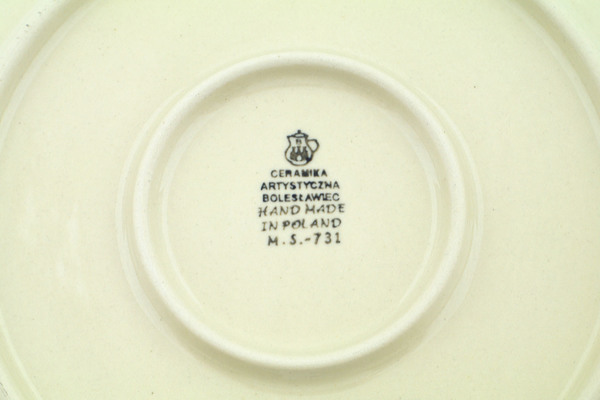 CERAMIKA
ARTYSTYCZNA
BOLESŁAWIEC
HAND MADE
IN POLAND
M.S.-731